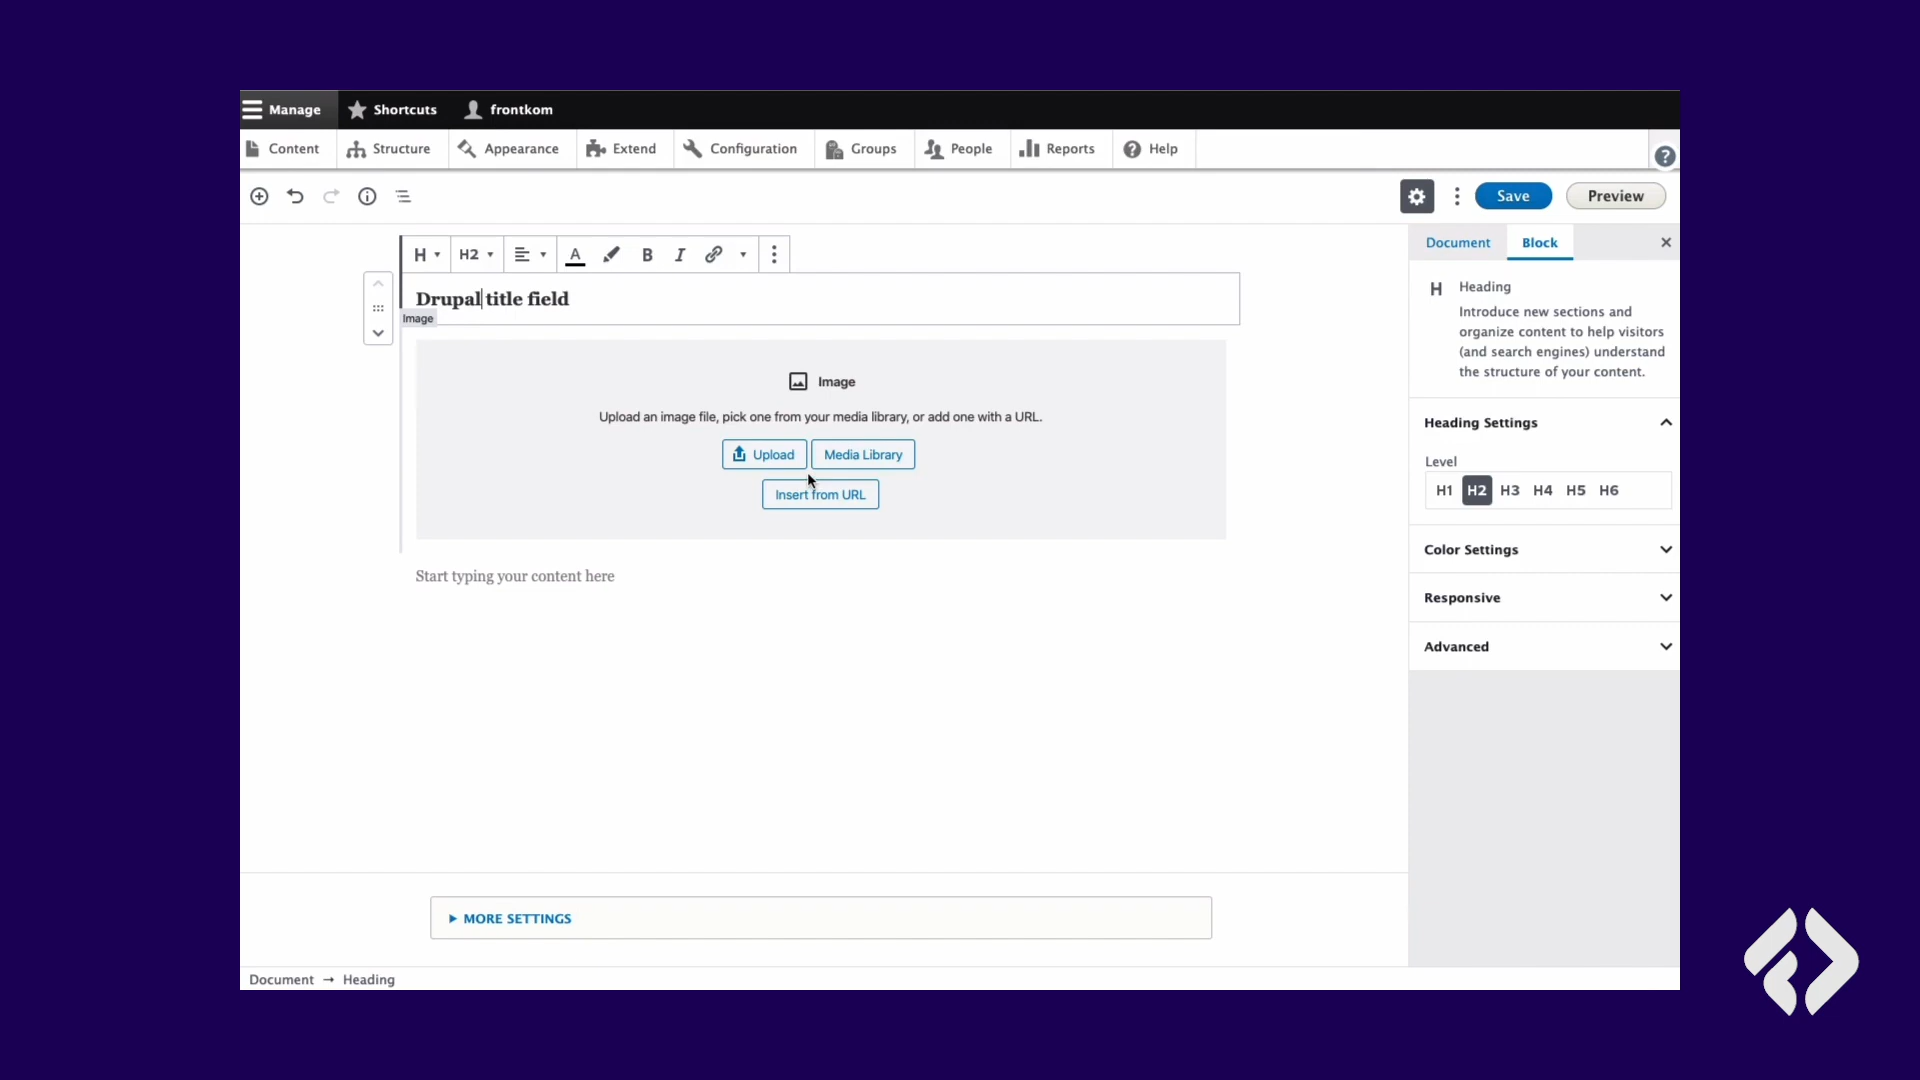 Manage Shortcuts frontkom
Content Structure Appearance Extend Configuration Groups People Reports Help
Save Preview
H H2 A B I
Document Block
Drupal title field
Image
H Heading
Introduce new sections and
organize content to help visitors
(and search engines) understand
the structure of your content.
Image
Upload an image file, pick one from your media library, or add one with a URL.
Upload Media Library
Insert from URL
Start typing your content here
Heading Settings
Level
H1 H2 H3 H4 H5 H6
Color Settings
Responsive
Advanced
MORE SETTINGS
Document → Heading